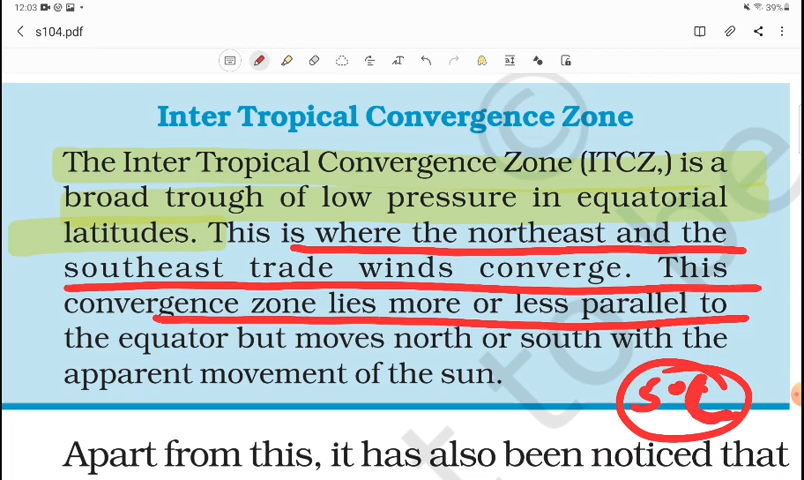 12:03
39%
s104.pdf
Inter Tropical Convergence Zone
The Inter Tropical Convergence Zone (ITCZ,) is a
broad trough of low pressure in equatorial
latitudes. This is where the northeast and the
southeast trade winds converge. This
convergence zone lies more or less parallel to
the equator but moves north or south with the
apparent movement of the sun.
Apart from this, it has also been noticed that